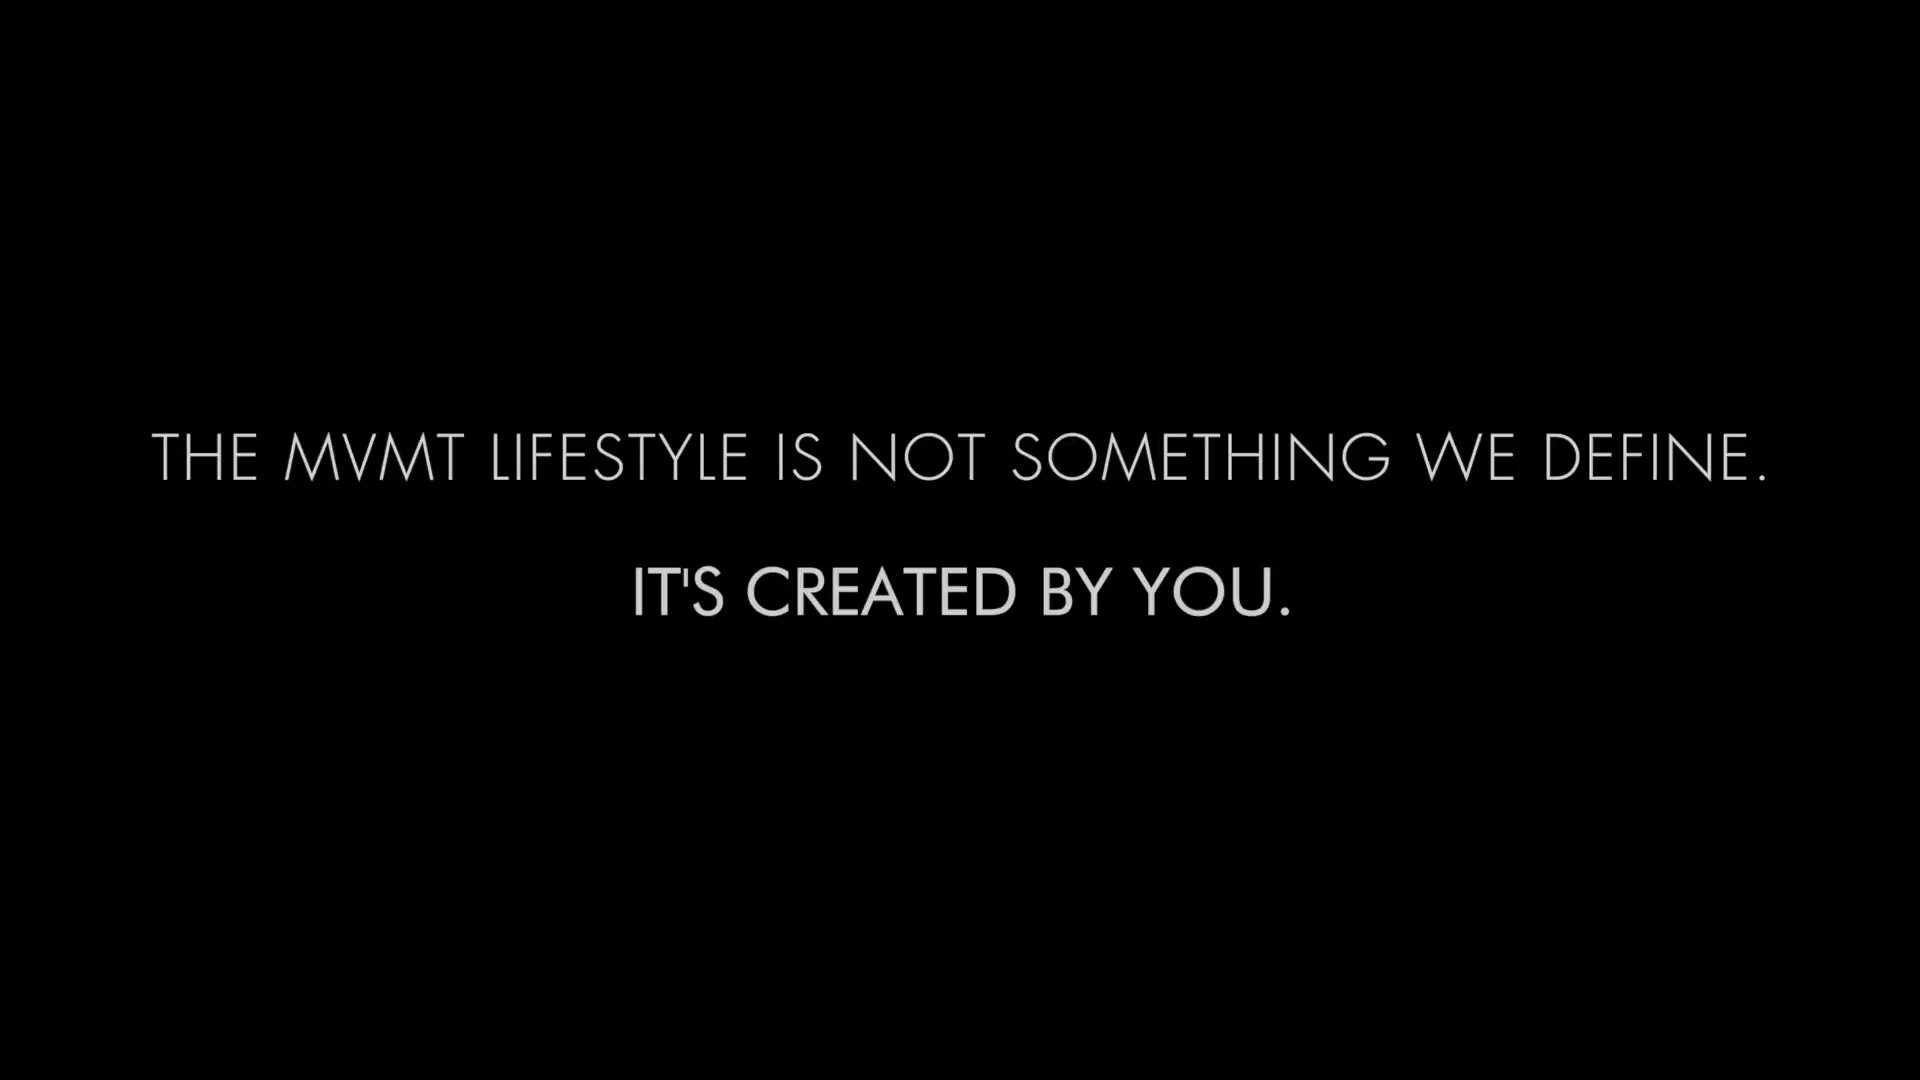 THE MVMT LIFESTYLE IS NOT SOMETHING WE DEFINE.
IT'S CREATED BY YOU.